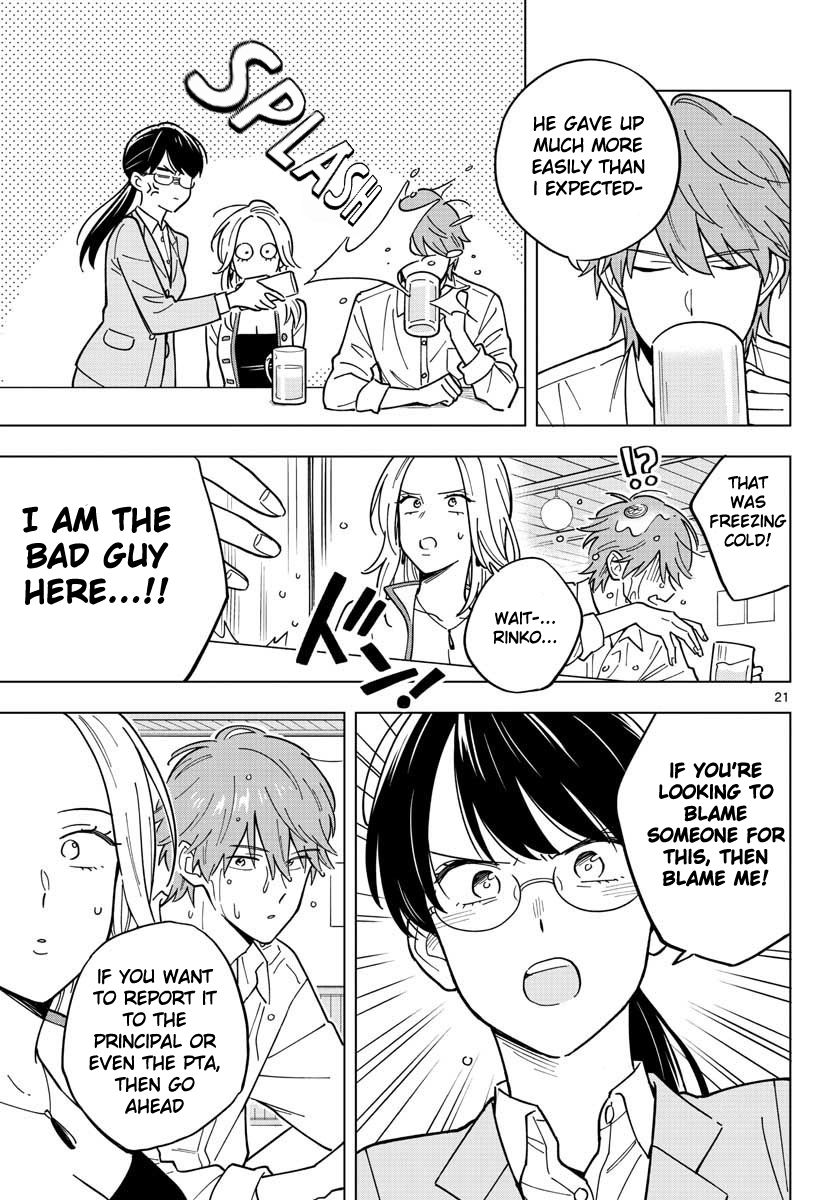 HE GAVE UP
MUCH MORE
EASILY THAN
I EXPECTED-
SPLASH
!?
THAT
WAS
FREEZING
COLD!
WAIT-...
RINKO...
ドン!
I AM THE
BAD GUY
HERE...!!
21
IF YOU'RE
LOOKING TO
BLAME
SOMEONE FOR
THIS, THEN
BLAME ME!
IF YOU WANT
TO REPORT IT
TO THE
PRINCIPAL OR
EVEN THE PTA,
THEN GO
AHEAD